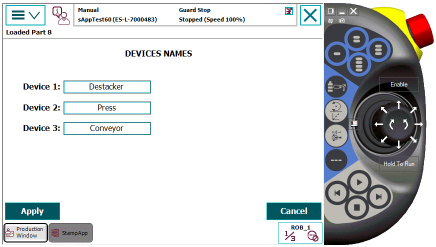 Manual
sAppTest60 (ES-L-7000483)
Guard Stop
Stopped (Speed 100%)
Loaded Part 8
DEVICES NAMES
Device 1: Destacker
Device 2: Press
Device 3: Conveyor
Enable
Hold To Run
Apply
Cancel
Production
Window
StampApp
ROB_1
1/3